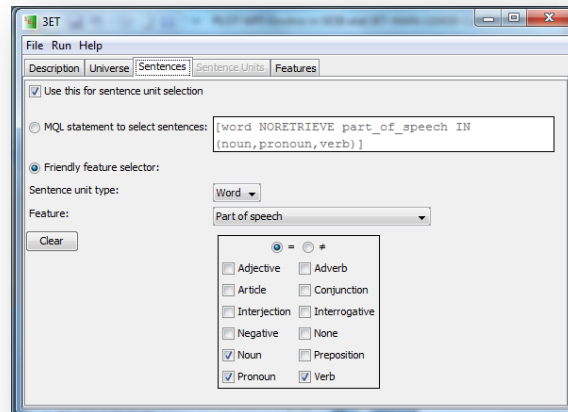 3ET
File Run Help
Description Universe Sentences Sentence Units Features
Use this for sentence unit selection
MQL statement to select sentences: [word NORETRIEVE part_of_speech IN
(noun,pronoun,verb)]
Friendly feature selector:
Sentence unit type: Word
Feature: Part of speech
Clear
= ≠
Adjective Adverb
Article Conjunction
Interjection Interrogative
Negative None
Noun Preposition
Pronoun Verb